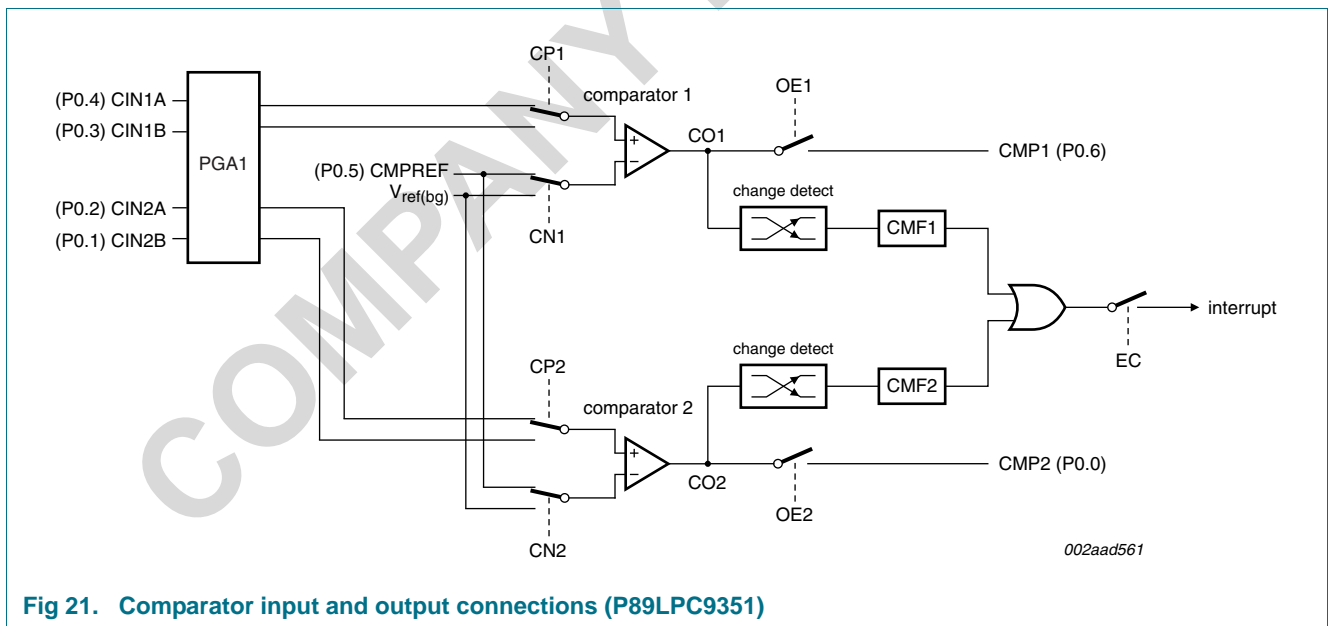 COMPANY
CP1
OE1
(P0.4) CIN1A
comparator 1
(P0.3) CIN1B
CO1
PGA1
CMP1 (P0.6)
(P0.5) CMPREF
Vref(bg)
change detect
(P0.2) CIN2A
CMF1
(P0.1) CIN2B
CN1
interrupt
change detect
EC
CP2
CMF2
comparator 2
CMP2 (P0.0)
CO2
OE2
CN2
002aad561
Fig 21. Comparator input and output connections (P89LPC9351)